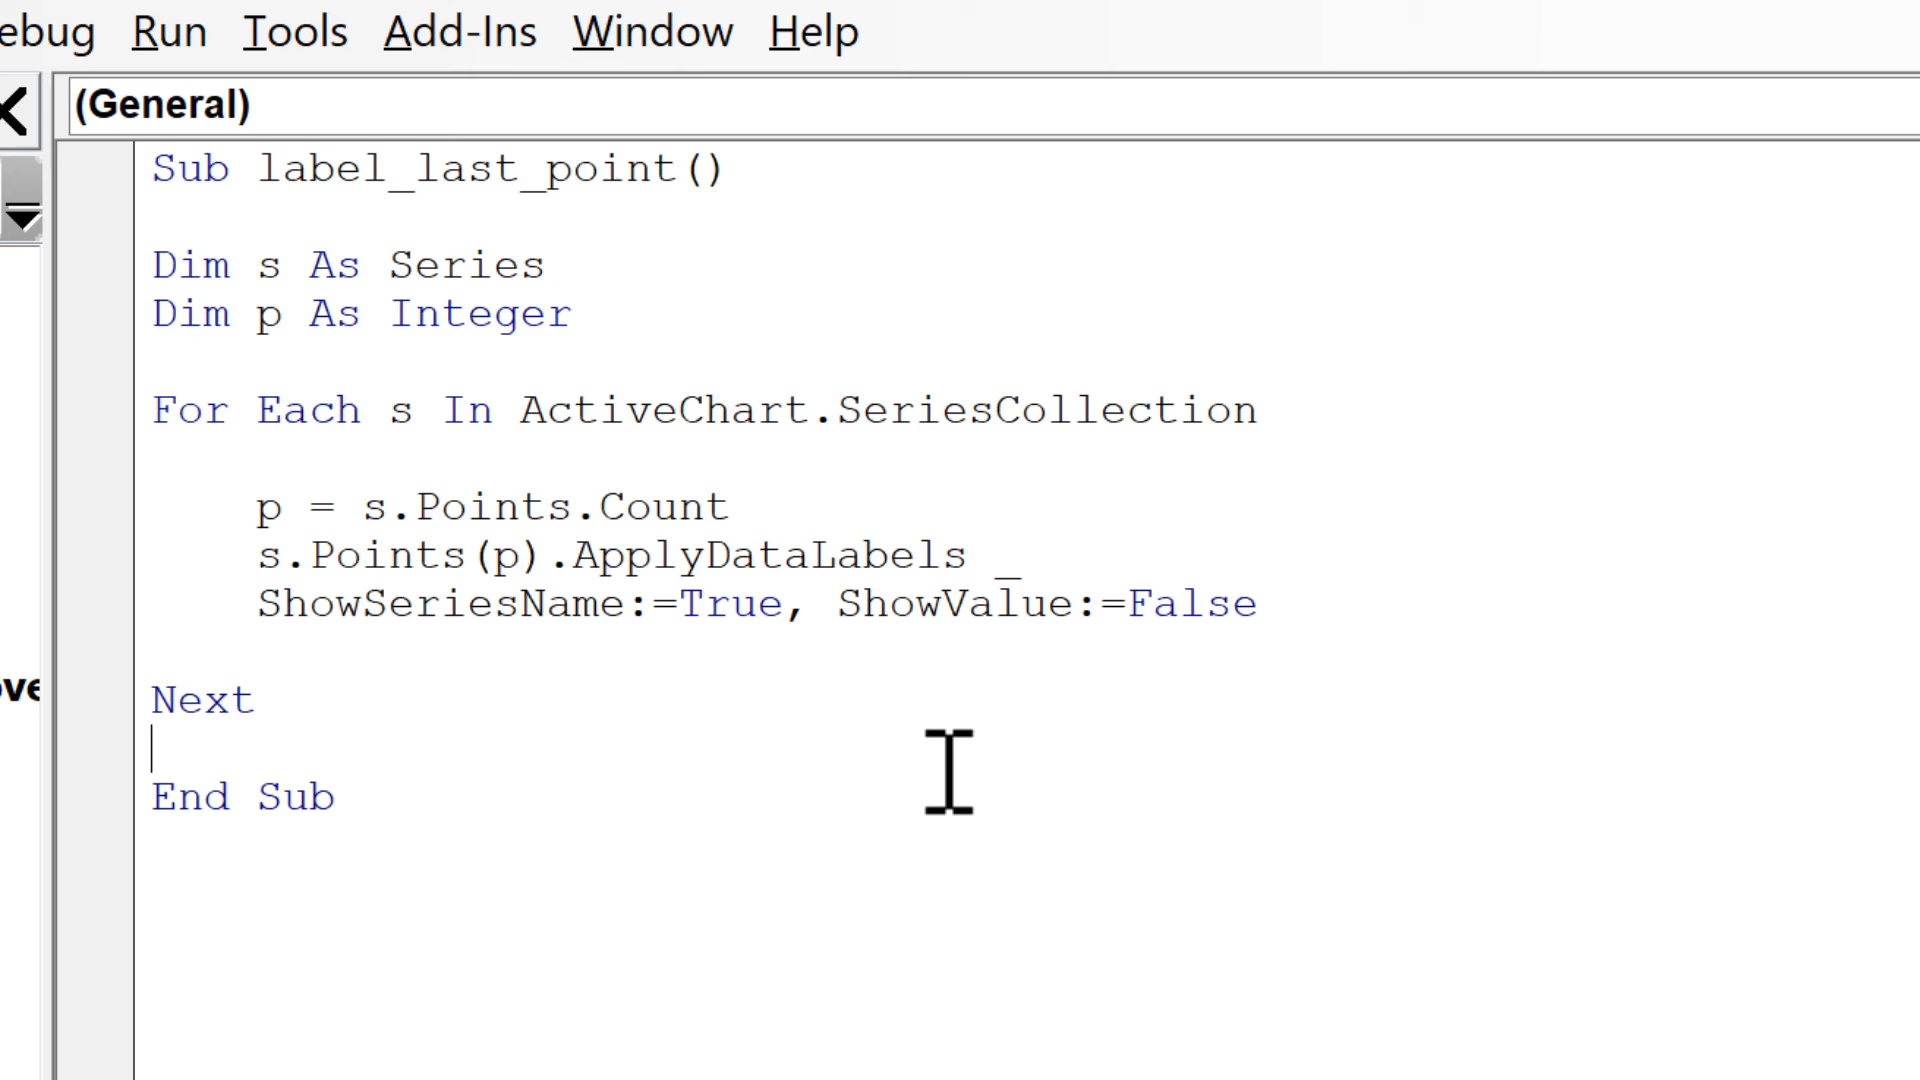 ebug Run Tools Add-Ins Window Help
(General)
Sub label_last_point()
Dim s As Series
Dim p As Integer
For Each s In ActiveChart.SeriesCollection
p = s.Points.Count
s.Points(p).ApplyDataLabels _
ShowSeriesName:=True, ShowValue:=False
ove
Next
End Sub